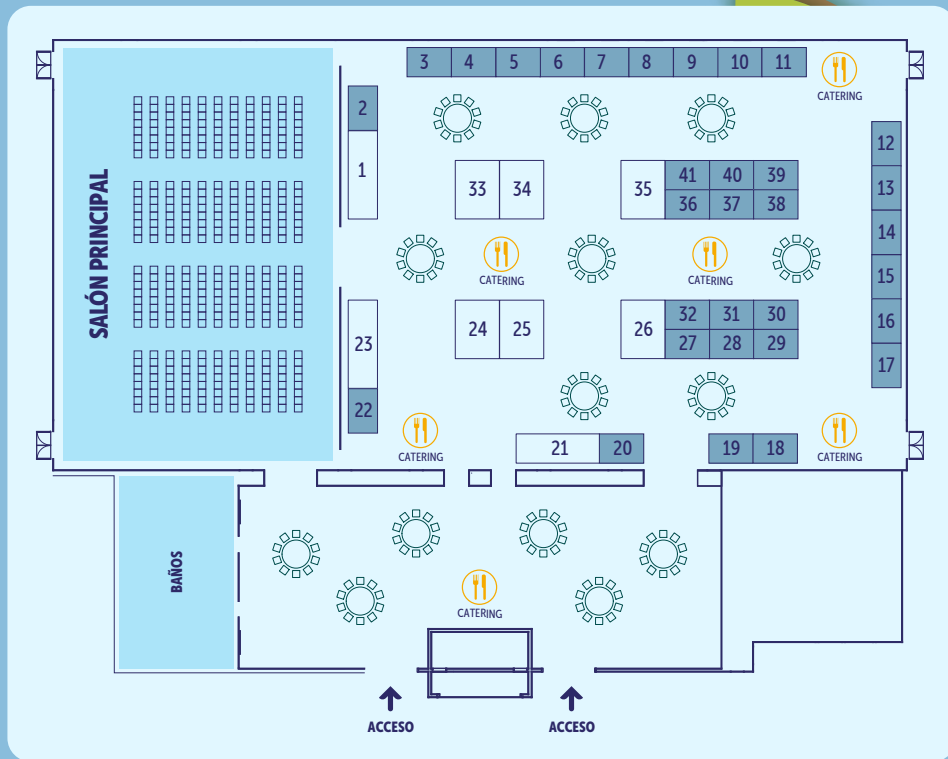 3 4 5 6 7 8 9 10 11
CATERING
2
1
12
13
14
15
16
17
33 34
35
41 40 39
36 37 38
SALÓN PRINCIPAL
CATERING
CATERING
23
22
24 25
26
32 31 30
27 28 29
CATERING
21 20
19 18
CATERING
BAÑOS
CATERING
ACCESO
ACCESO